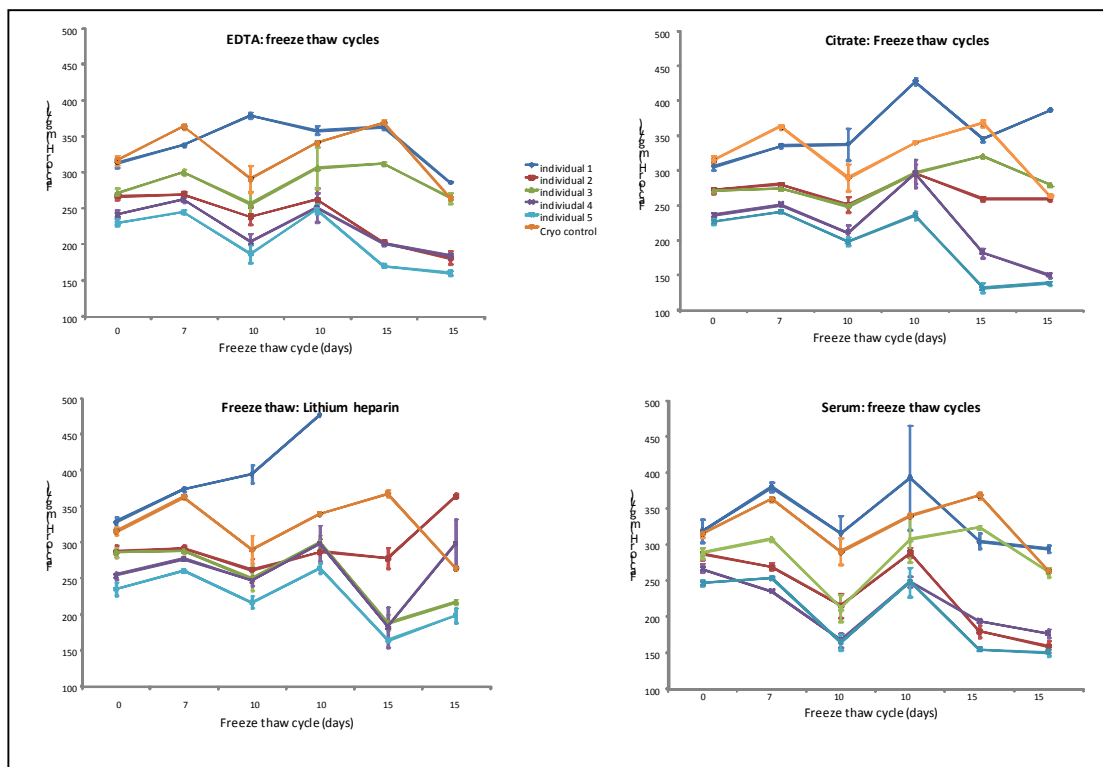 EDTA: freeze thaw cycles
500
450
400
350
300
250
200
150
100
0 7 10 10 15 15
Freeze thaw cycle (days)
individual 1
individual 2
individual 3
indiviudal 4
individual 5
Cryo control
Citrate: Freeze thaw cycles
500
450
400
350
300
250
200
150
100
0 7 10 10 15 15
Freeze thaw cycle (days)
Freeze thaw: Lithium heparin
500
450
400
350
300
250
200
150
100
0 7 10 10 15 15
Freeze thaw cycle (days)
Serum: freeze thaw cycles
500
450
400
350
300
250
200
150
100
0 7 10 10 15 15
Freeze thaw cycle (days)